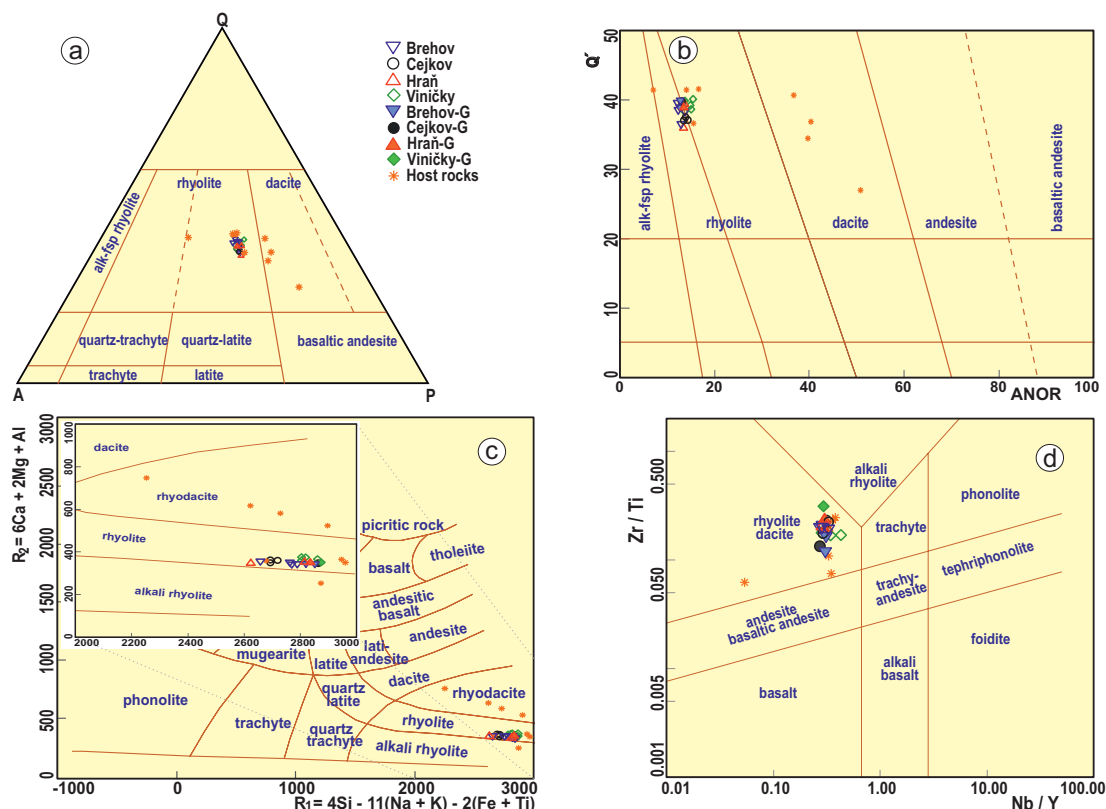 a
Q
A
P
rhyolite
dacite
alk-fsp rhyolite
quartz-trachyte
quartz-latite
basaltic andesite
trachyte
latite
Brehov
Cejkov
Hraň
Viničky
Brehov-G
Cejkov-G
Hraň-G
Viničky-G
Host rocks
b
Q´
50
40
30
20
10
0
alk-fsp rhyolite
rhyolite
dacite
andesite
basaltic andesite
0
20
40
60
80
100
ANOR
c
R2 = 6Ca + 2Mg + Al
3000
2500
2000
1500
1000
500
0
1000
800
600
400
200
0
dacite
rhyodacite
rhyolite
alkali rhyolite
2000
2200
2400
2600
2800
3000
picritic rock
tholeiite
basalt
andesitic
basalt
andesite
lati-
andesite
mugearite
latite
dacite
rhyodacite
quartz
latite
phonolite
trachyte
quartz
trachyte
rhyolite
alkali rhyolite
-1000
0
1000
2000
3000
R1= 4Si - 11(Na + K) - 2(Fe + Ti)
d
Zr / Ti
0.500
0.050
0.005
0.001
alkali
rhyolite
phonolite
rhyolite
dacite
trachyte
tephriphonolite
trachy-
andesite
andesite
basaltic andesite
foidite
alkali
basalt
basalt
0.01
0.10
1.00
10.00
100.00
Nb / Y